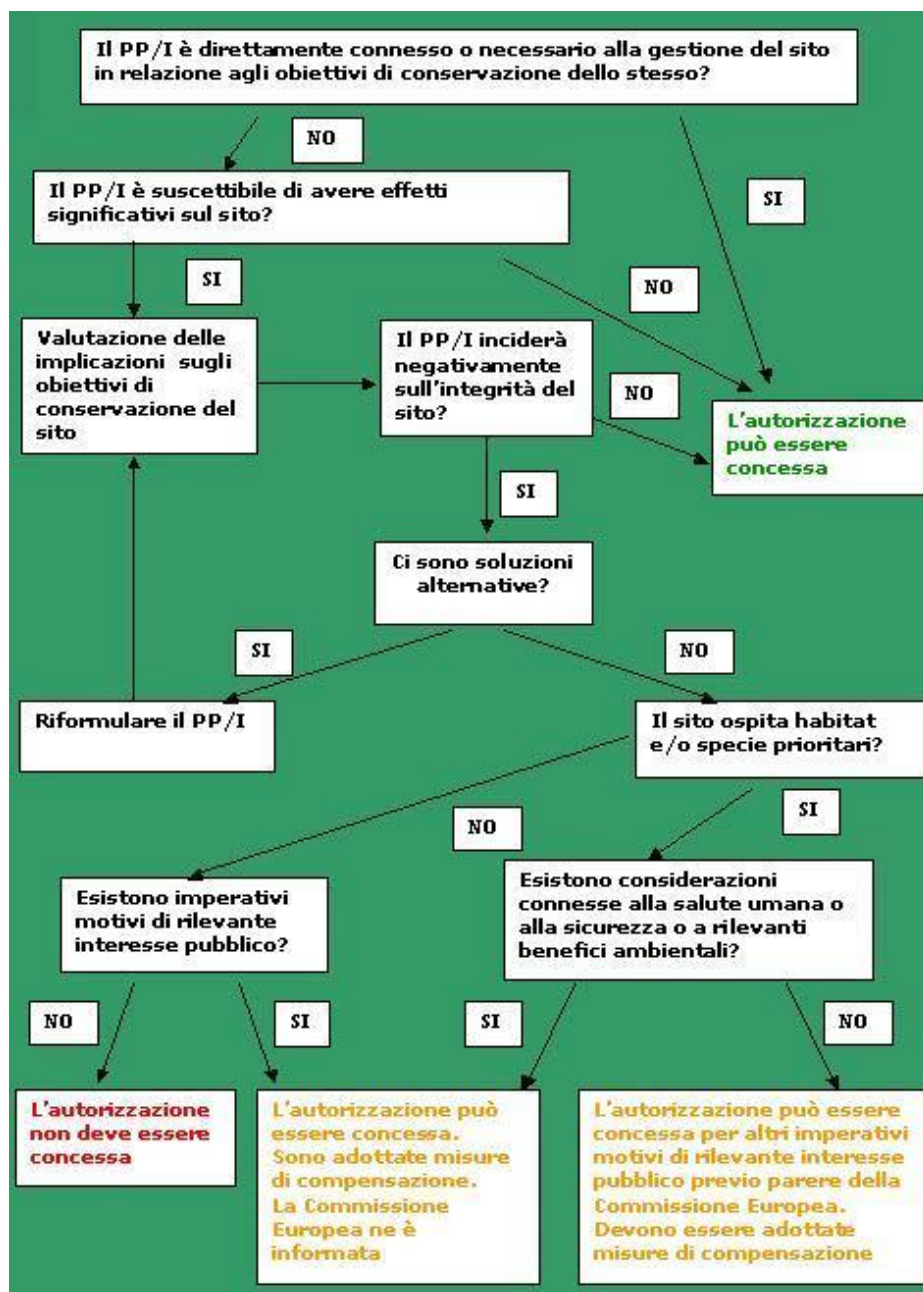 Il PP/I è direttamente connesso o necessario alla gestione del sito
in relazione agli obiettivi di conservazione dello stesso?
NO
SI
Il PP/I è suscettibile di avere effetti
significativi sul sito?
SI
NO
Valutazione delle
implicazioni sugli
obiettivi di
conservazione del
sito
Il PP/I inciderà
negativamente
sull'integrità del
sito?
NO
L'autorizzazione
può essere
concessa
SI
Ci sono soluzioni
alternative?
SI
NO
Riformulare il PP/I
Il sito ospita habitat
e/o specie prioritari?
NO
SI
Esistono imperativi
motivi di rilevante
interesse pubblico?
Esistono considerazioni
connesse alla salute umana o
alla sicurezza o a rilevanti
benefici ambientali?
NO
SI
SI
NO
L'autorizzazione
non deve essere
concessa
L'autorizzazione può
essere concessa.
Sono adottate misure
di compensazione.
La Commissione
Europea ne è
informata
L'autorizzazione può essere
concessa per altri imperativi
motivi di rilevante interesse
pubblico previo parere della
Commissione Europea.
Devono essere adottate
misure di compensazione